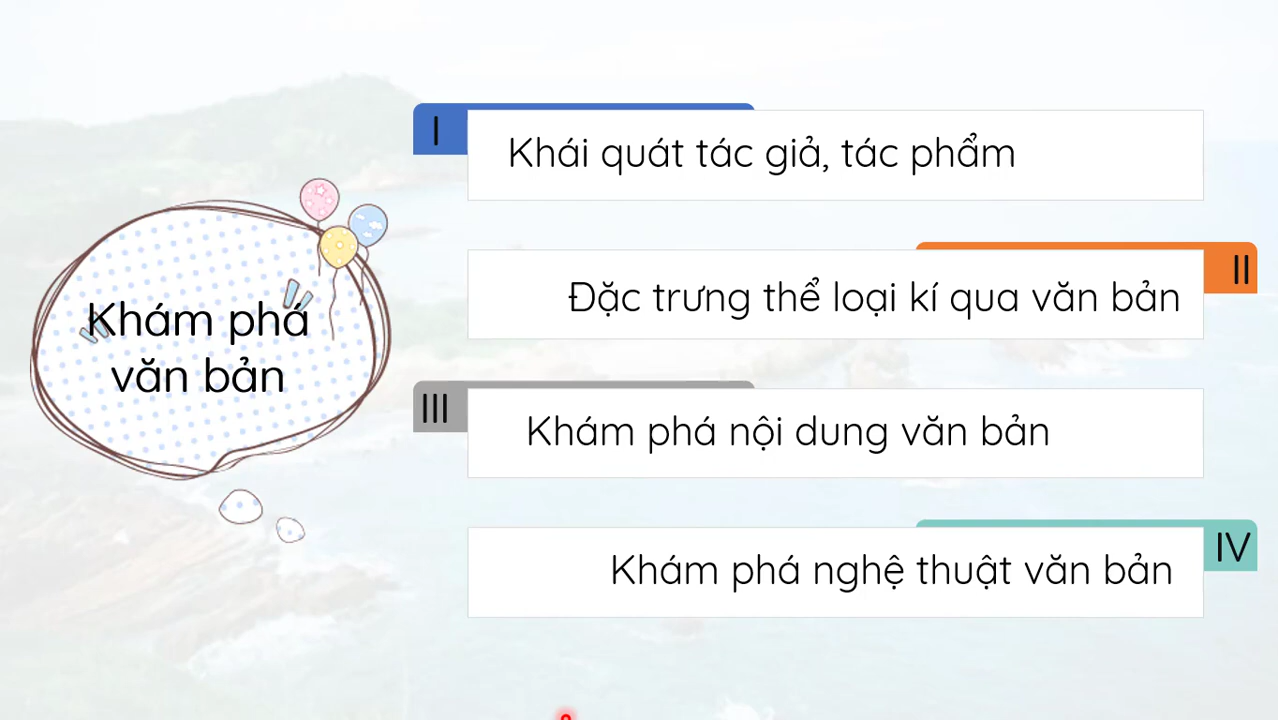 Khám phá
văn bản
I
Khái quát tác giả, tác phẩm
II
Đặc trưng thể loại kí qua văn bản
III
Khám phá nội dung văn bản
IV
Khám phá nghệ thuật văn bản